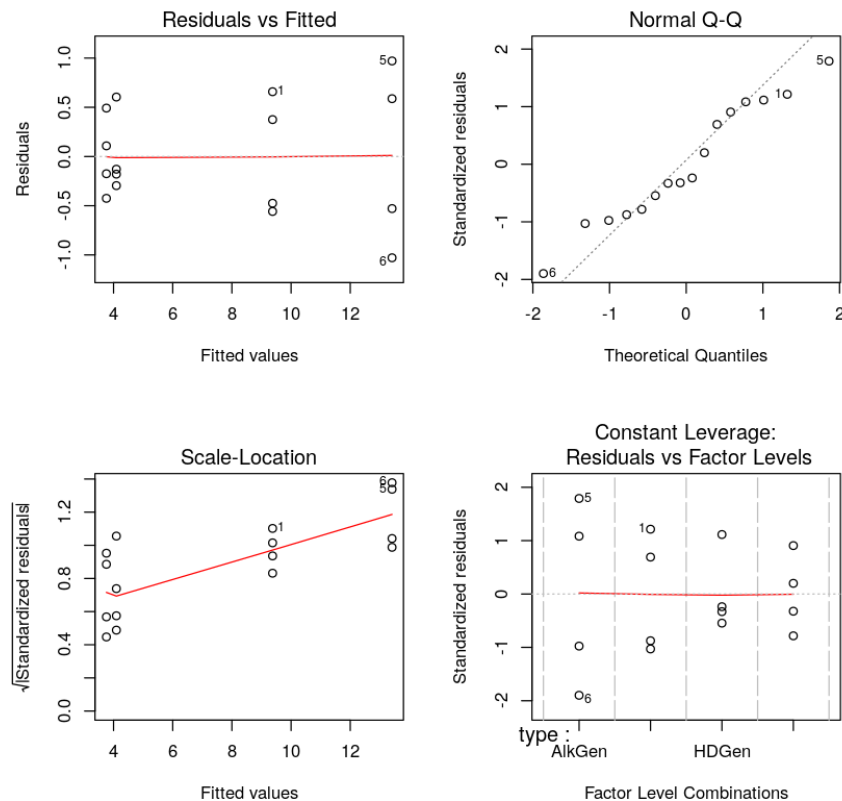 Residuals vs Fitted
Residuals
1.0
0.5
0.0
-0.5
-1.0
5
1
6
4
6
8
10
12
Fitted values
Normal Q-Q
Standardized residuals
2
1
0
-1
-2
5
1
6
-2
-1
0
1
2
Theoretical Quantiles
Scale-Location
√|Standardized residuals|
1.2
0.8
0.4
0.0
6
5
1
4
6
8
10
12
Fitted values
Constant Leverage:
Residuals vs Factor Levels
Standardized residuals
2
1
0
-1
-2
5
1
6
type :
AlkGen
HDGen
Factor Level Combinations